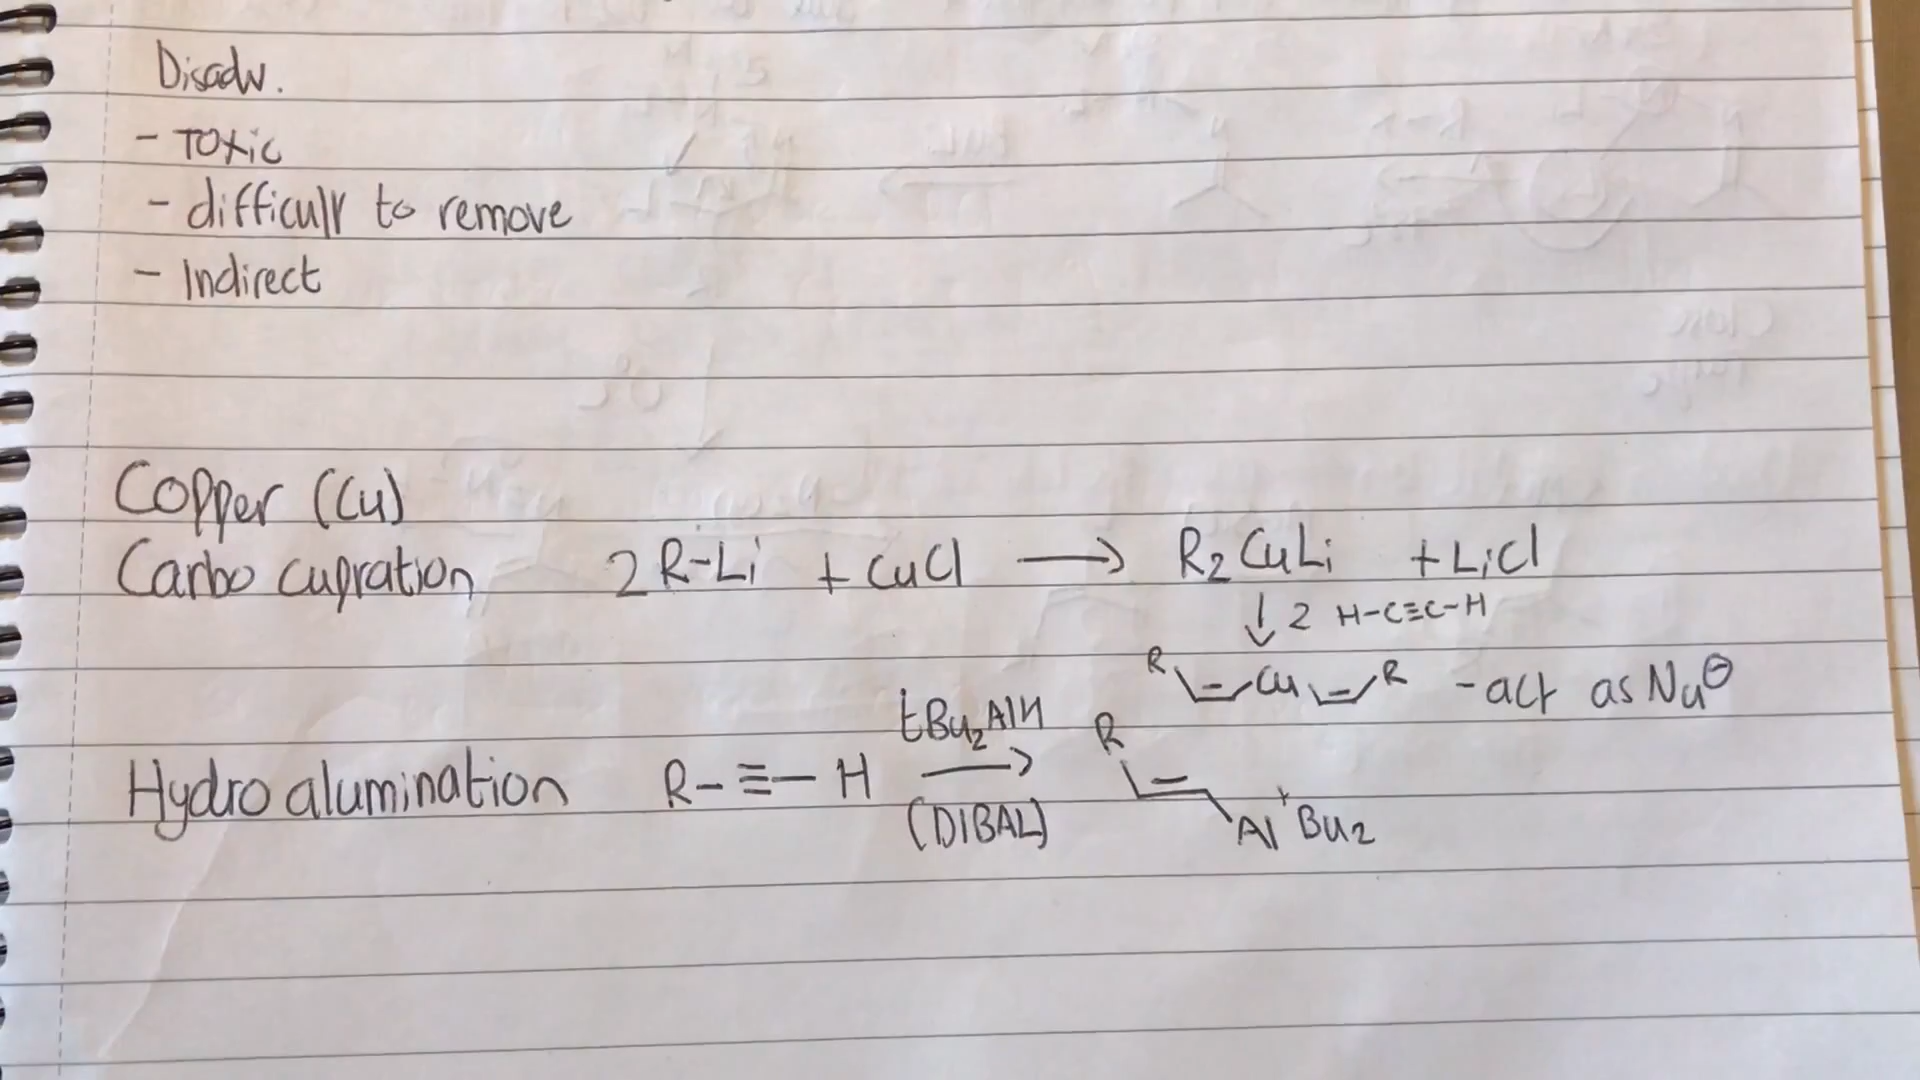 Disadv.
- Toxic
- difficult to remove
- Indirect
Copper (Cu)
Carbo cupration 2 R-Li + CuCl → R₂CuLi + LiCl
↓ 2 H-C≡C-H
R Cu R - act as Nu⊖
Hydro alumination R-≡-H tBu₂AlH → (DIBAL) R Al tBu₂